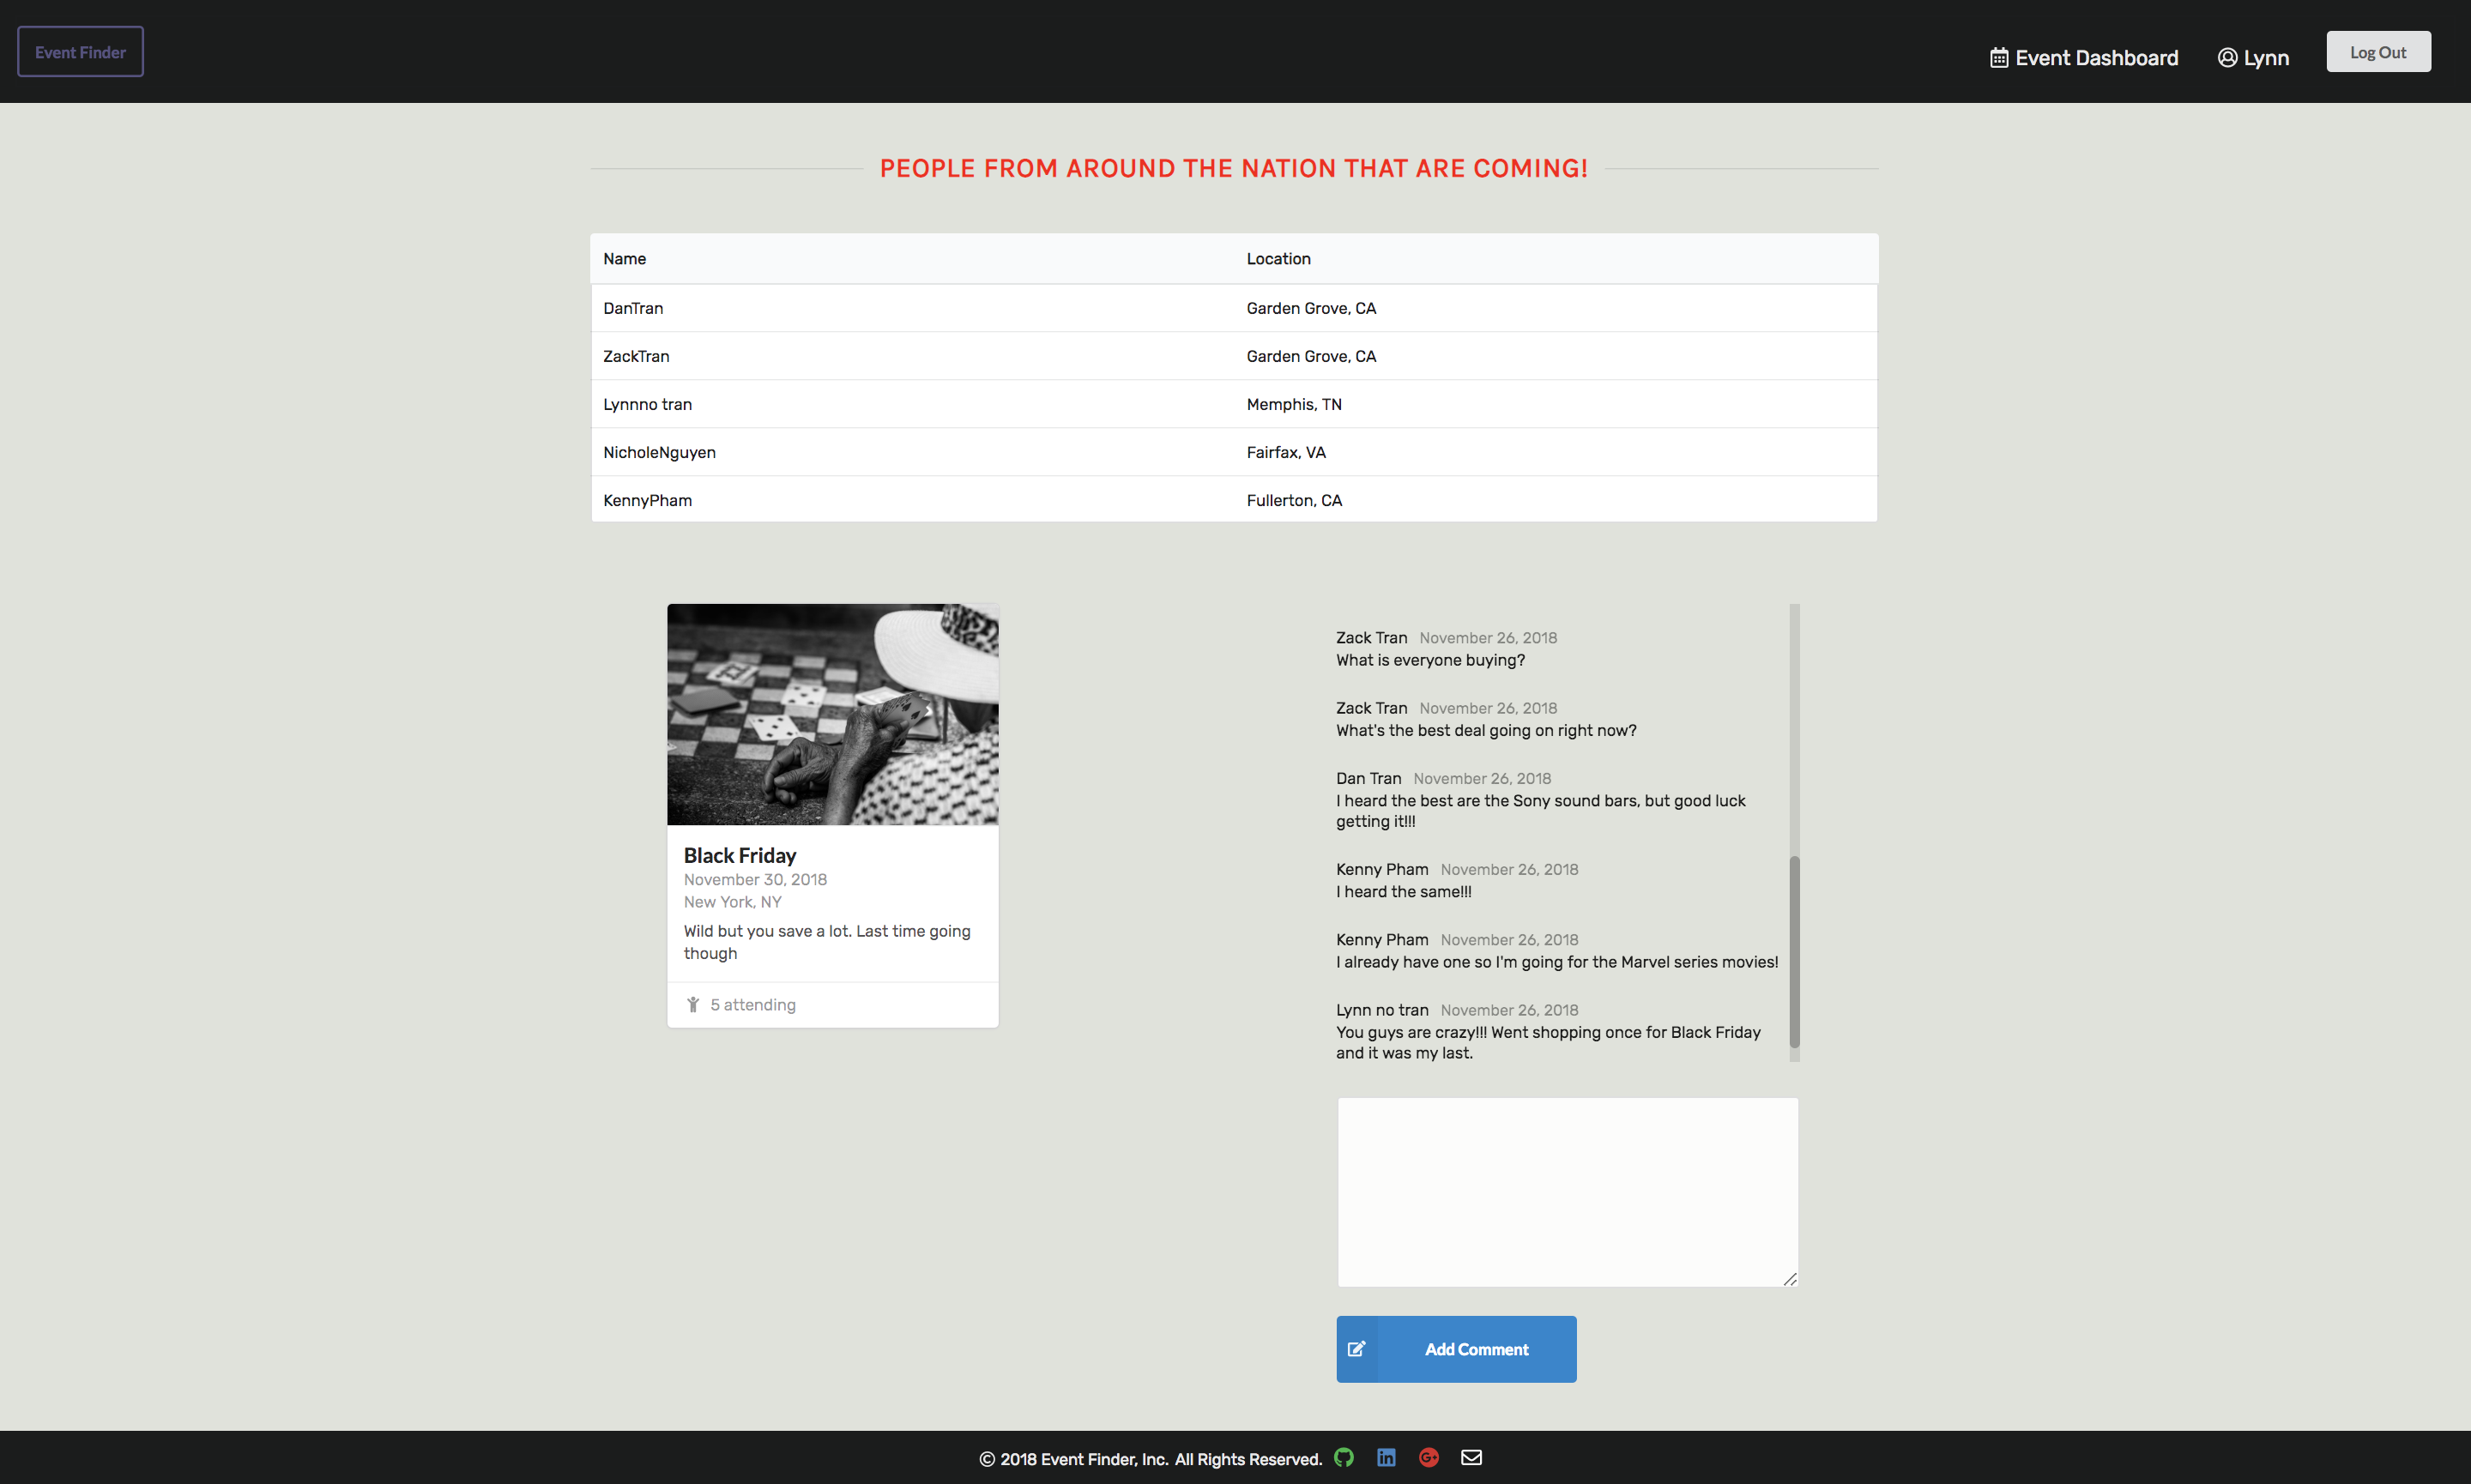 Event Finder
Event Dashboard
Lynn
Log Out
PEOPLE FROM AROUND THE NATION THAT ARE COMING!
Name Location
DanTran Garden Grove, CA
ZackTran Garden Grove, CA
Lynnno tran Memphis, TN
NicholeNguyen Fairfax, VA
KennyPham Fullerton, CA
Black Friday
November 30, 2018
New York, NY
Wild but you save a lot. Last time going
though
5 attending
Zack Tran November 26, 2018
What is everyone buying?
Zack Tran November 26, 2018
What's the best deal going on right now?
Dan Tran November 26, 2018
I heard the best are the Sony sound bars, but good luck
getting it!!!
Kenny Pham November 26, 2018
I heard the same!!!
Kenny Pham November 26, 2018
I already have one so I'm going for the Marvel series movies!
Lynn no tran November 26, 2018
You guys are crazy!!! Went shopping once for Black Friday
and it was my last.
Add Comment
© 2018 Event Finder, Inc. All Rights Reserved.